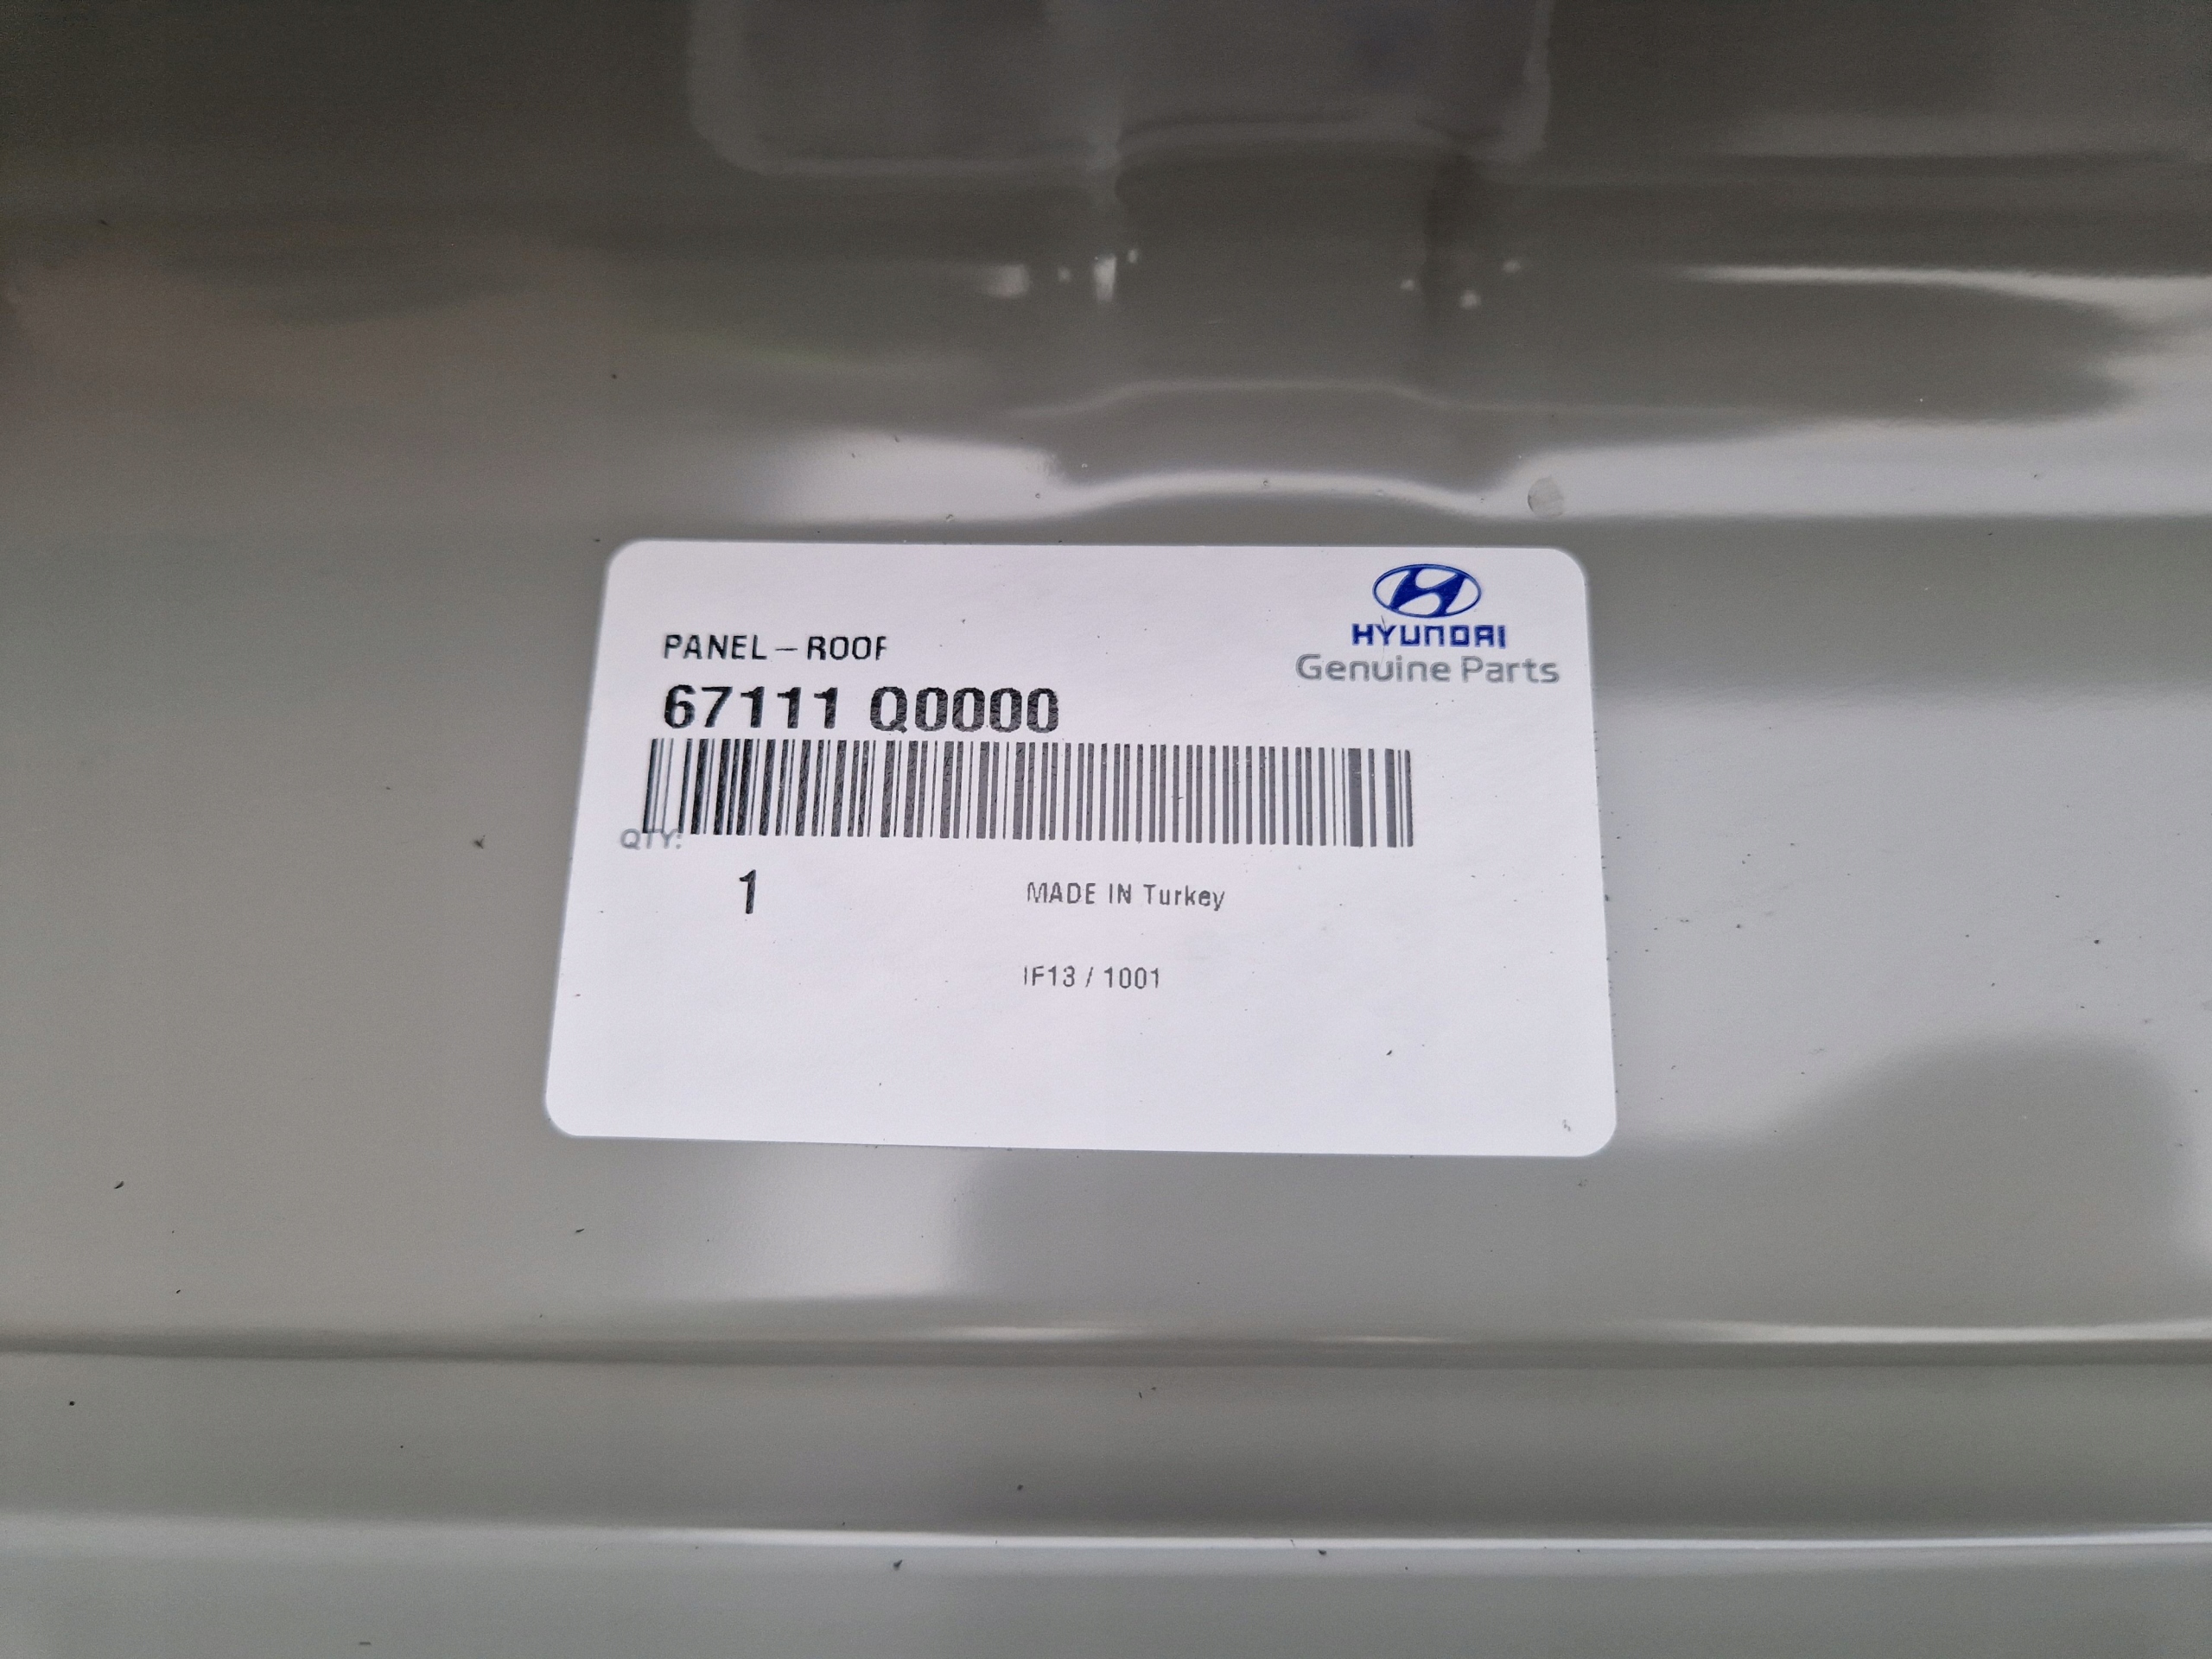 HYUNDAI
Genuine Parts
PANEL-ROOF
67111 Q0000
QTY:
1
MADE IN Turkey
IF13 / 1001